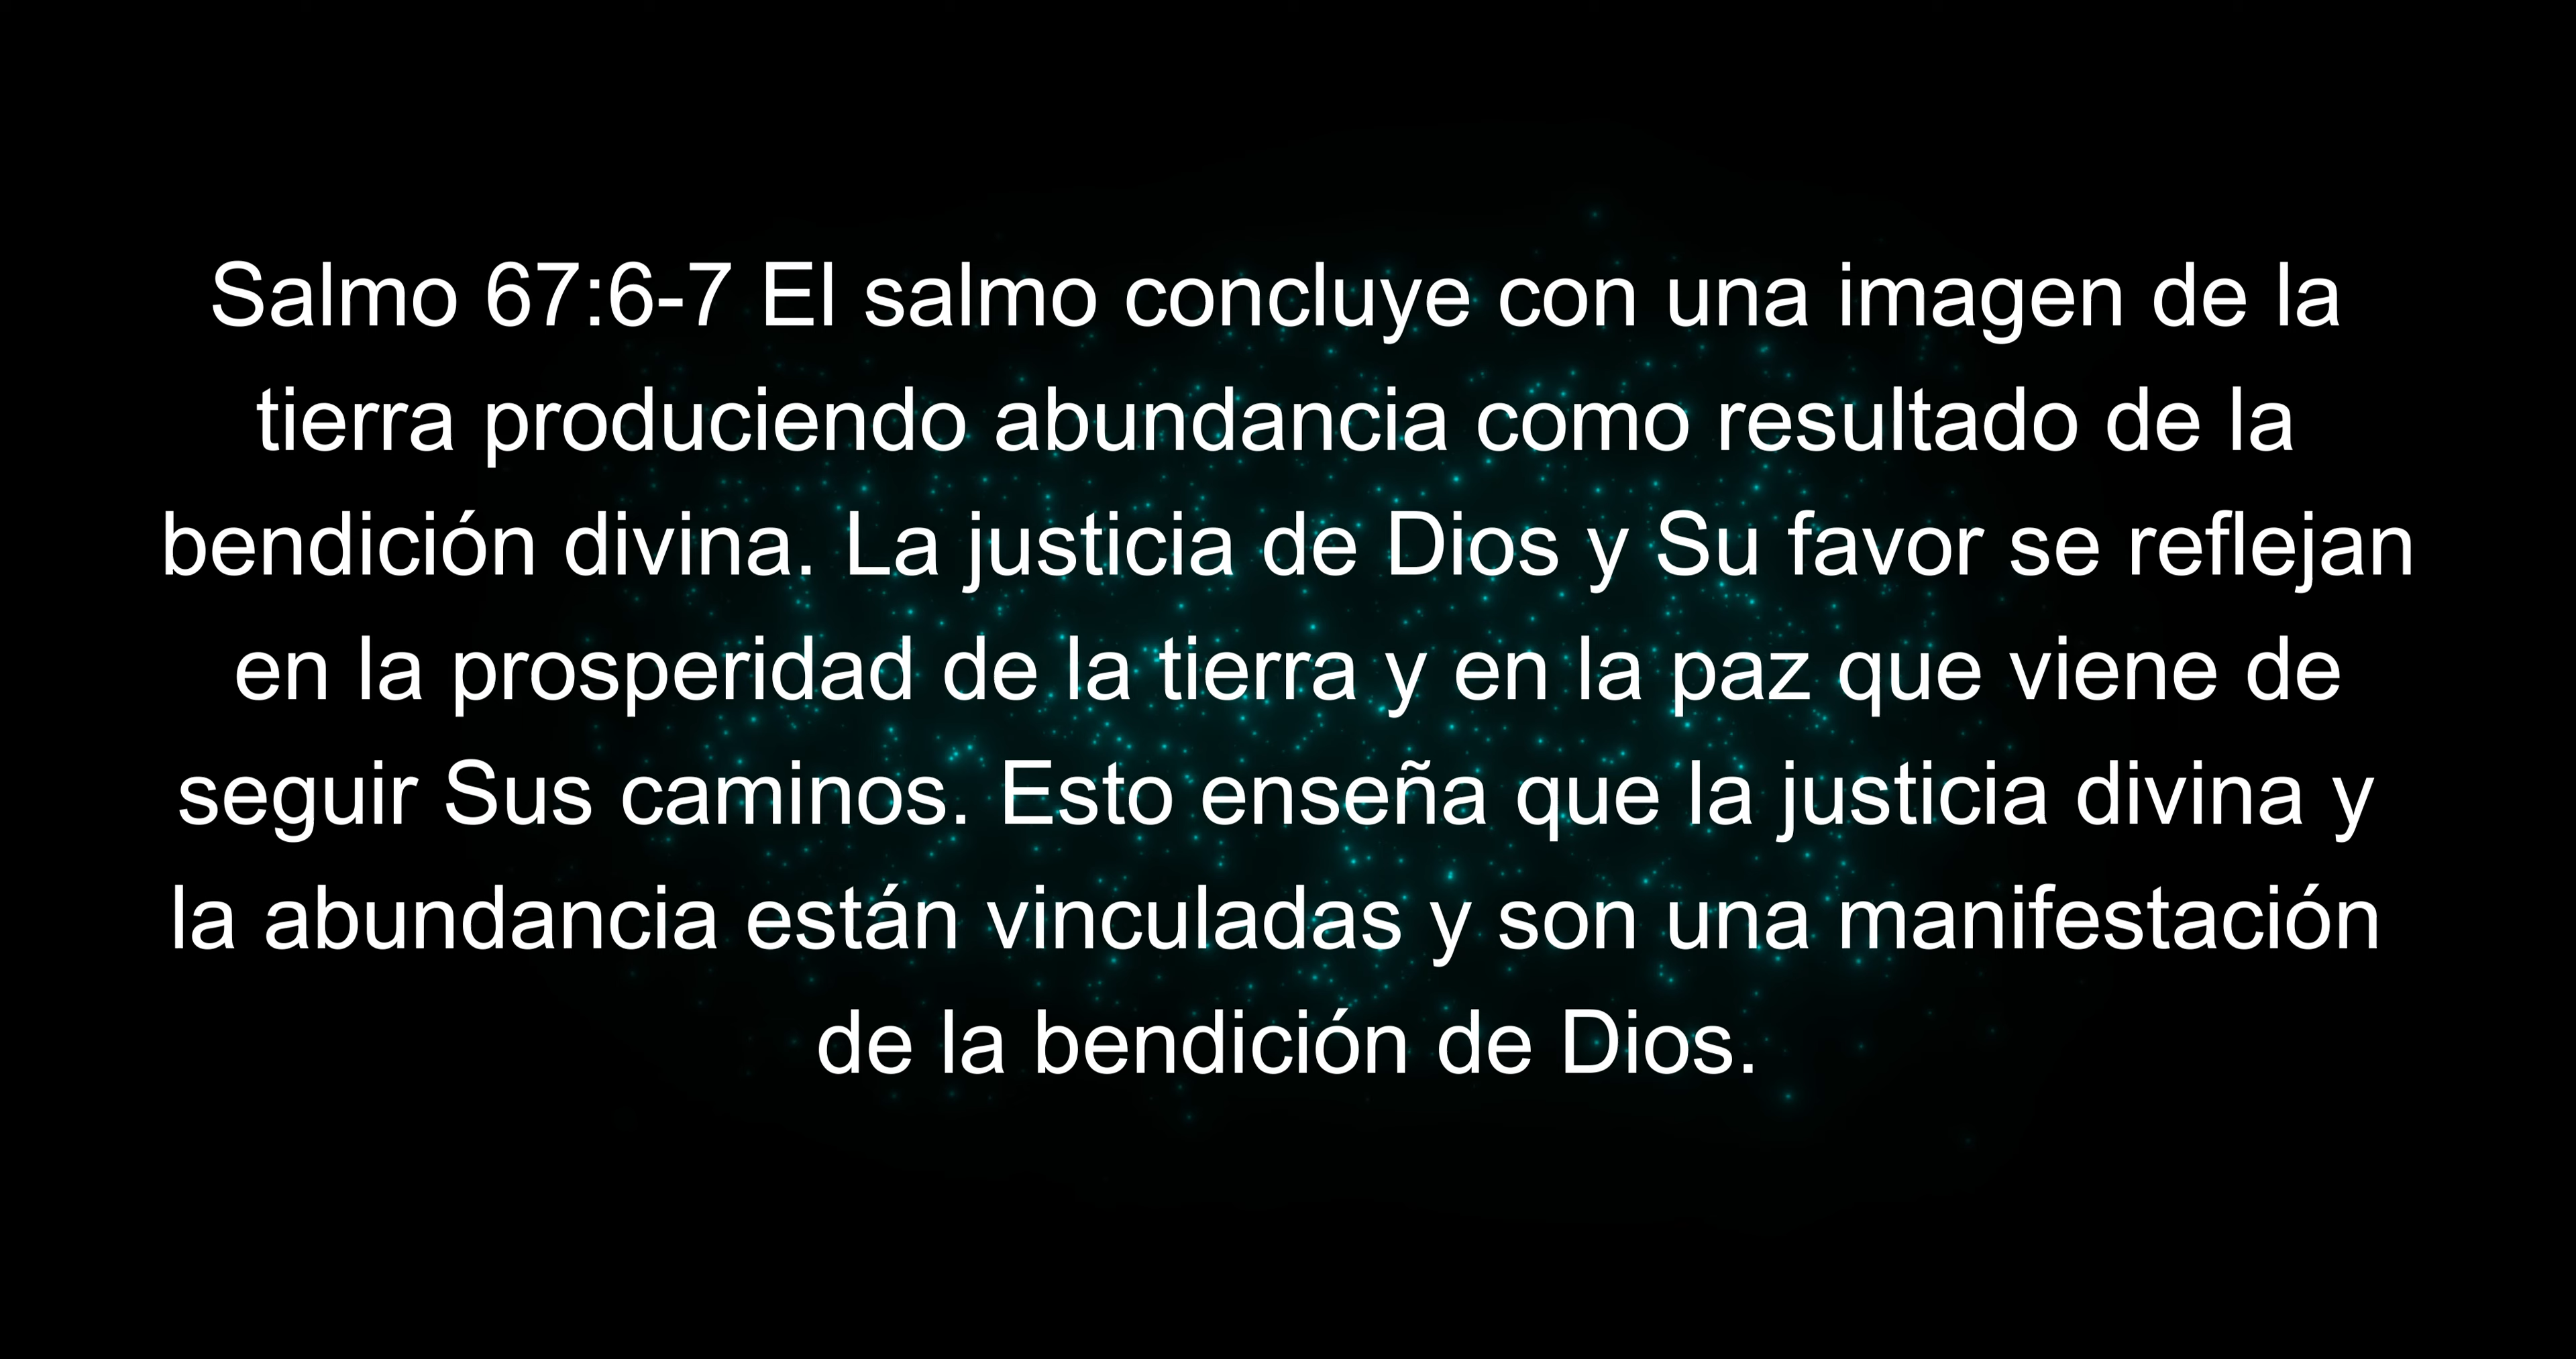 Salmo 67:6-7 El salmo concluye con una imagen de la
tierra produciendo abundancia como resultado de la
bendición divina. La justicia de Dios y Su favor se reflejan
en la prosperidad de la tierra y en la paz que viene de
seguir Sus caminos. Esto enseña que la justicia divina y
la abundancia están vinculadas y son una manifestación
de la bendición de Dios.